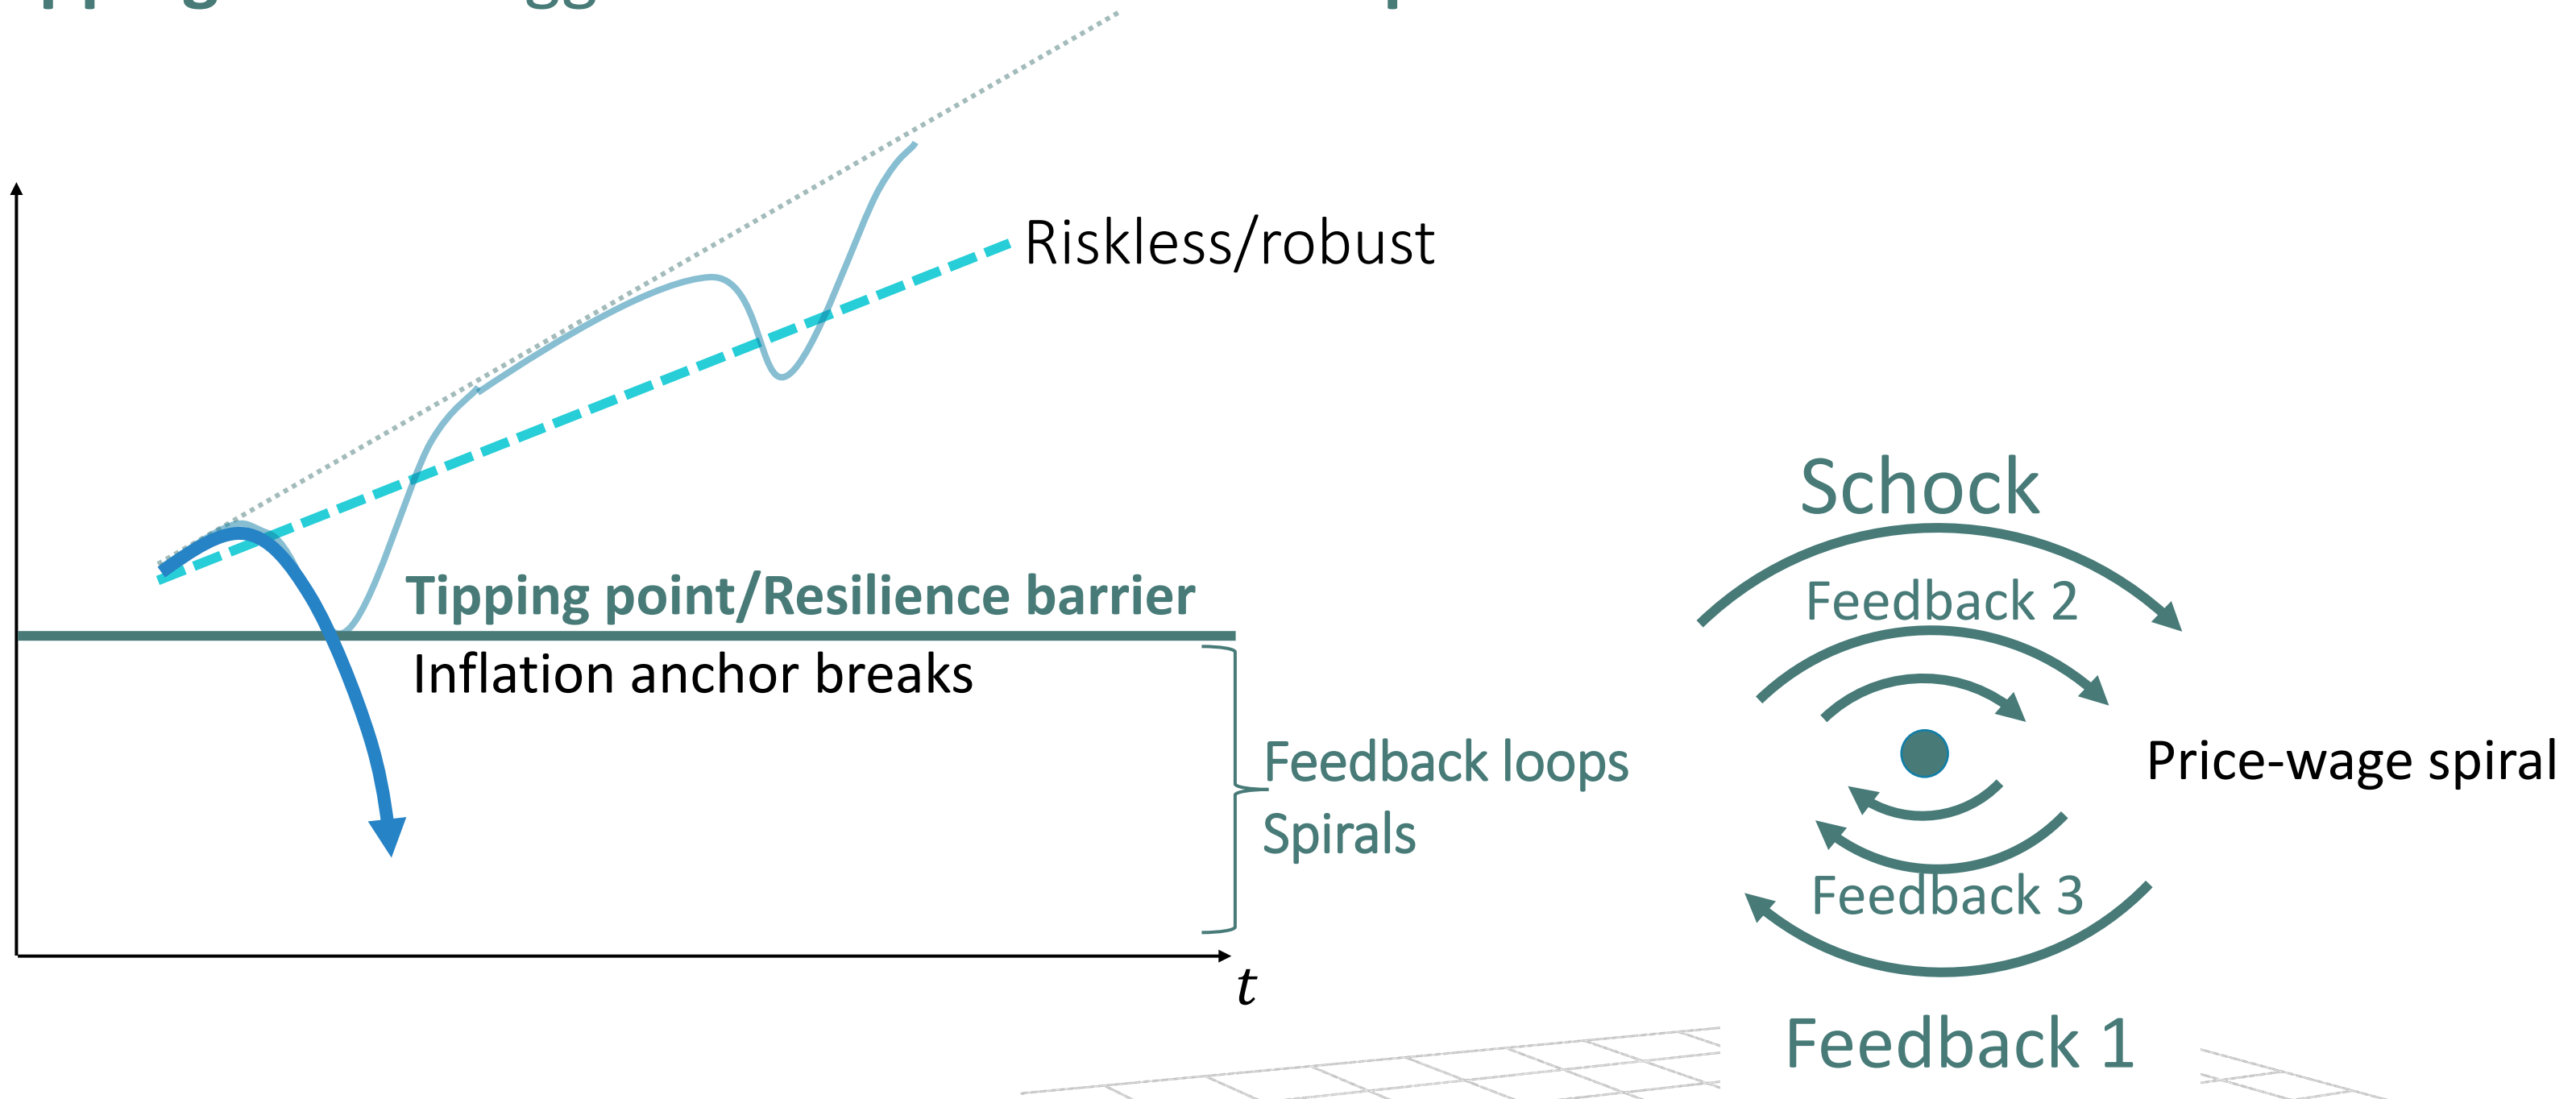 Riskless/robust
Tipping point/Resilience barrier
Inflation anchor breaks
Feedback loops
Spirals
t
Schock
Feedback 2
Price-wage spiral
Feedback 3
Feedback 1